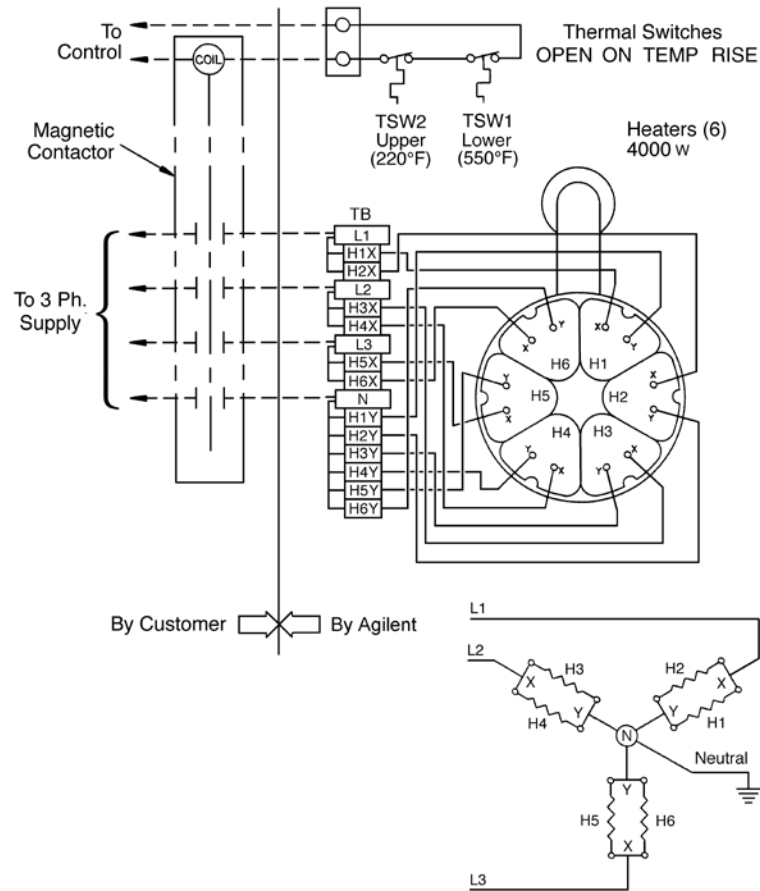 To
Control
COIL
Magnetic
Contactor
To 3 Ph.
Supply
Thermal Switches
OPEN ON TEMP RISE
TSW2
Upper
(220°F)
TSW1
Lower
(550°F)
Heaters (6)
4000 W
TB
L1
H1X
H2X
L2
H3X
H4X
L3
H5X
H6X
N
H1Y
H2Y
H3Y
H4Y
H5Y
H6Y
X
Y
H6
X
Y
H1
Y
X
H5
X
Y
H2
Y
X
H4
Y
X
H3
By Customer
By Agilent
L1
L2
H3
X
Y
H4
H2
X
Y
H1
N
Neutral
Y
H5
H6
X
L3